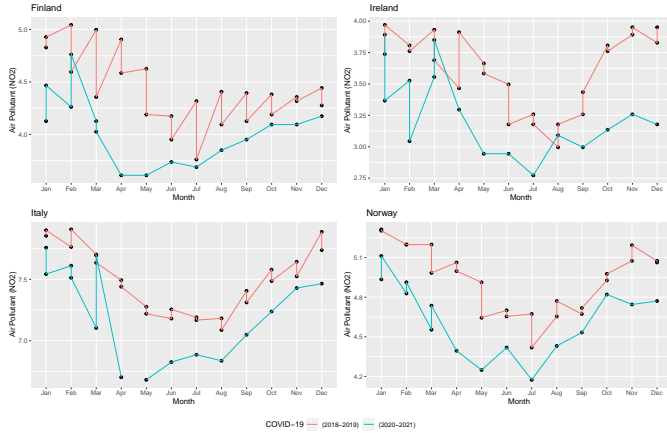 Finland
Air Pollutant (NO2)
5.0
4.5
4.0
Jan Feb Mar Apr May Jun Jul Aug Sep Oct Nov Dec
Month
Ireland
Air Pollutant (NO2)
4.00
3.75
3.50
3.25
3.00
2.75
Jan Feb Mar Apr May Jun Jul Aug Sep Oct Nov Dec
Month
Italy
Air Pollutant (NO2)
7.5
7.0
Jan Feb Mar Apr May Jun Jul Aug Sep Oct Nov Dec
Month
Norway
Air Pollutant (NO2)
5.1
4.8
4.5
4.2
Jan Feb Mar Apr May Jun Jul Aug Sep Oct Nov Dec
Month
COVID−19 (2018−2019) (2020−2021)